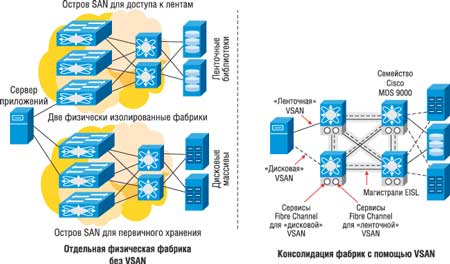 Остров SAN для доступа к лентам
Ленточные
библиотеки
Сервер
приложений
Две физически изолированные фабрики
Дисковые
массивы
Остров SAN для первичного хранения
Отдельная физическая фабрика
без VSAN
Семейство
Cisco
MDS 9000
«Ленточная»
VSAN
«Дисковая»
VSAN
Магистрали EISL
Сервисы
Fibre Channel
для «дисковой»
VSAN
Сервисы
Fibre Channel
для «ленточной»
VSAN
Консолидация фабрик с помощью VSAN